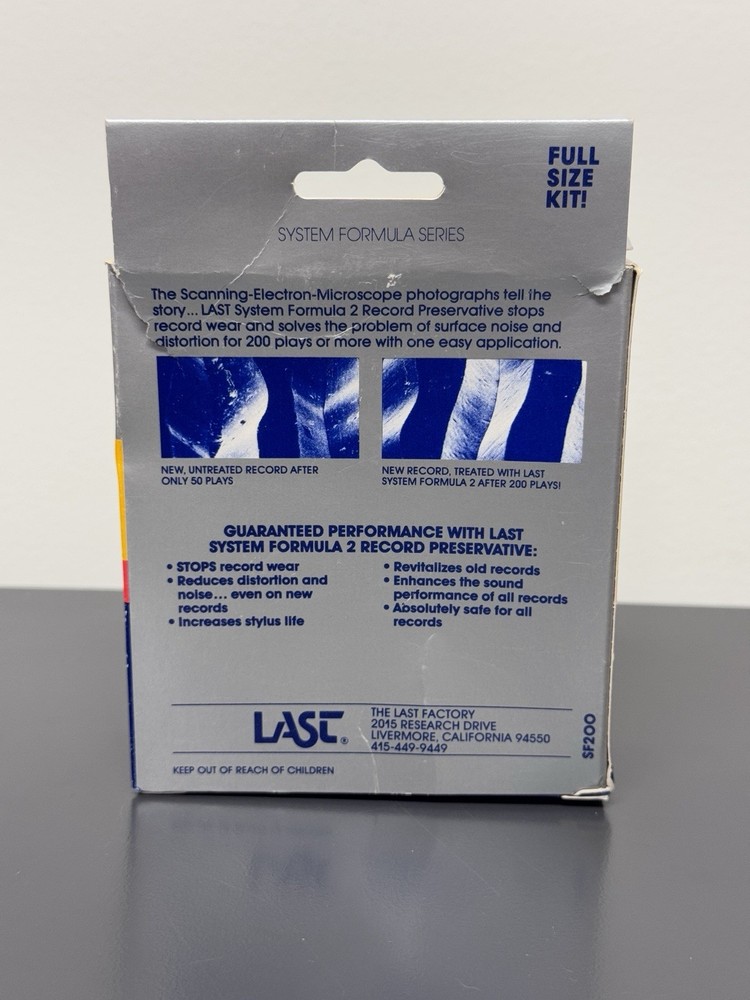 FULL
SIZE
KIT!
SYSTEM FORMULA SERIES
The Scanning-Electron-Microscope photographs tell the
story... LAST System Formula 2 Record Preservative stops
record wear and solves the problem of surface noise and
distortion for 200 plays or more with one easy application.
NEW, UNTREATED RECORD AFTER
ONLY 50 PLAYS
NEW RECORD, TREATED WITH LAST
SYSTEM FORMULA 2 AFTER 200 PLAYS!
GUARANTEED PERFORMANCE WITH LAST
SYSTEM FORMULA 2 RECORD PRESERVATIVE:
• STOPS record wear
• Reduces distortion and
noise... even on new
records
• Increases stylus life
• Revitalizes old records
• Enhances the sound
performance of all records
• Absolutely safe for all
records
LAST®
THE LAST FACTORY
2015 RESEARCH DRIVE
LIVERMORE, CALIFORNIA 94550
415-449-9449
SF200
KEEP OUT OF REACH OF CHILDREN